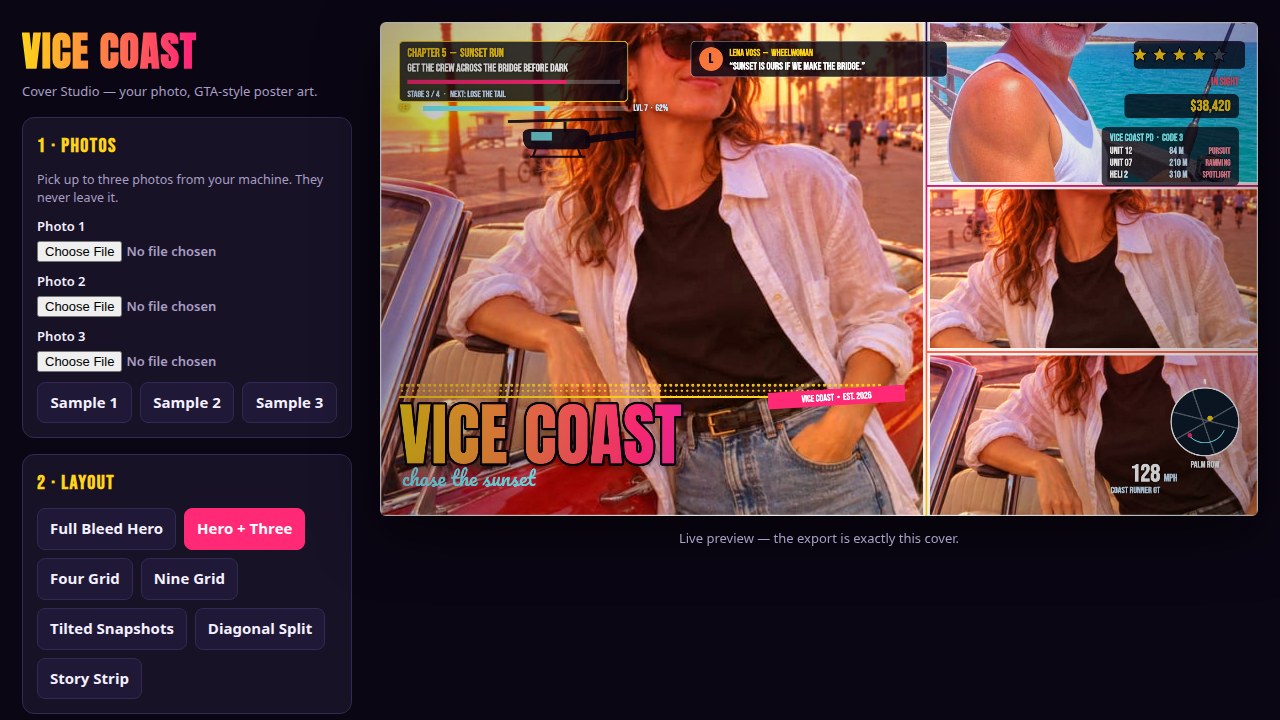 VICE COAST
Cover Studio — your photo, GTA-style poster art.
1 · PHOTOS
Pick up to three photos from your machine. They
never leave it.
Photo 1
Choose File No file chosen
Photo 2
Choose File No file chosen
Photo 3
Choose File No file chosen
Sample 1 Sample 2 Sample 3
2 · LAYOUT
Full Bleed Hero Hero + Three
Four Grid Nine Grid
Tilted Snapshots Diagonal Split
Story Strip
CHAPTER 5 — SUNSET RUN
GET THE CREW ACROSS THE BRIDGE BEFORE DARK
STAGE 3 / 4 · NEXT: LOSE THE TAIL
LVL 7 · 62%
L
LENA VOSS — WHEELWOMAN
“SUNSET IS OURS IF WE MAKE THE BRIDGE.”
$38,420
VICE COAST PD · CODE 3
UNIT 12 84 M PURSUIT
UNIT 07 210 M RAMMING
HELI 2 310 M SPOTLIGHT
VICE COAST • EST. 2026
VICE COAST
chase the sunset
PALM ROW
128 MPH
COAST RUNNER GT
Live preview — the export is exactly this cover.